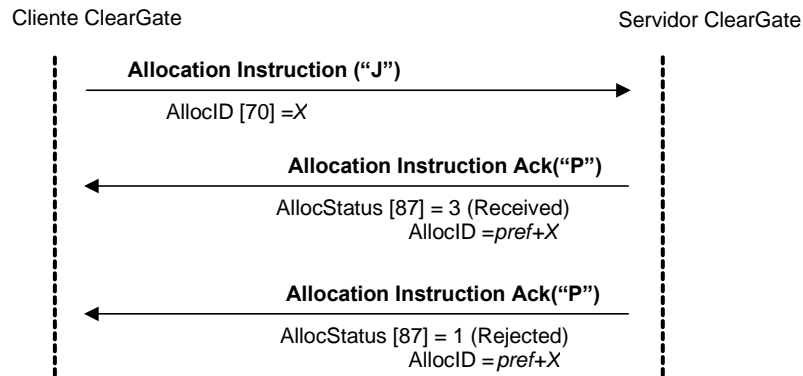 Cliente ClearGate
Servidor ClearGate
Allocation Instruction (“J”)
AllocID [70] =X
Allocation Instruction Ack(“P”)
AllocStatus [87] = 3 (Received)
AllocID =pref+X
Allocation Instruction Ack(“P”)
AllocStatus [87] = 1 (Rejected)
AllocID =pref+X